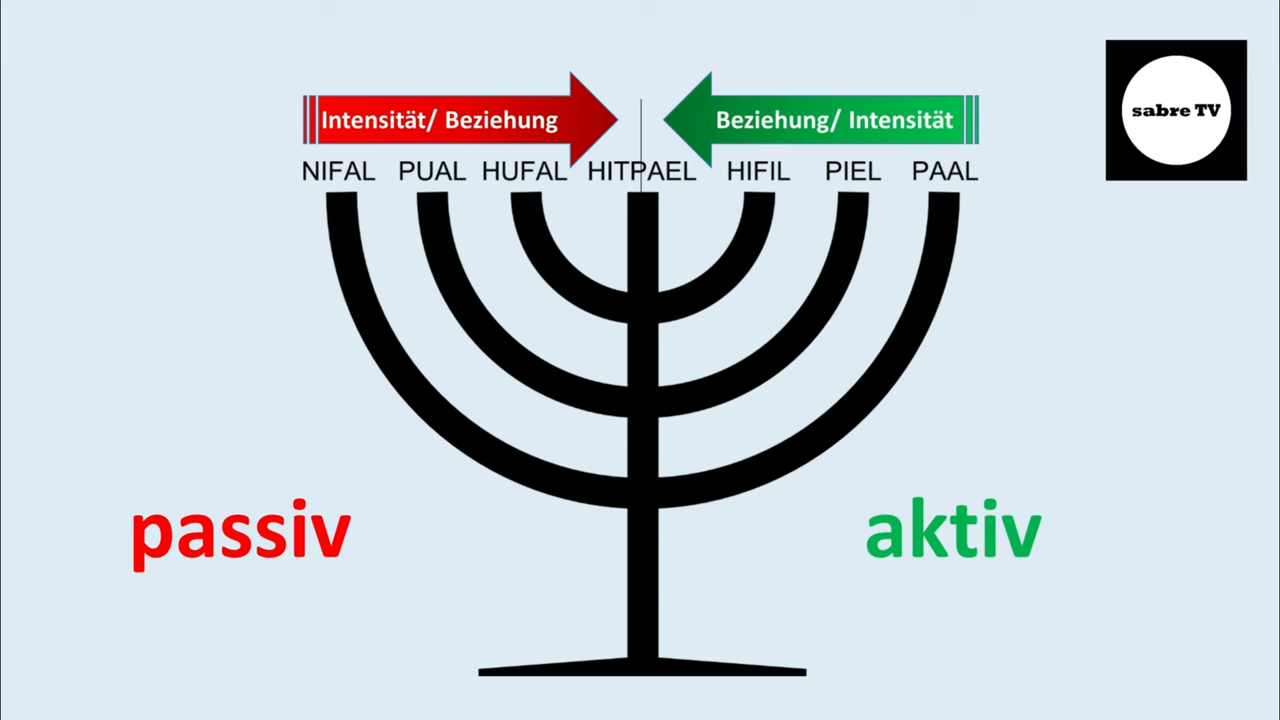 Intensität/ Beziehung
Beziehung/ Intensität
sabre TV
NIFAL PUAL HUFAL HITPAEL HIFIL PIEL PAAL
passiv
aktiv